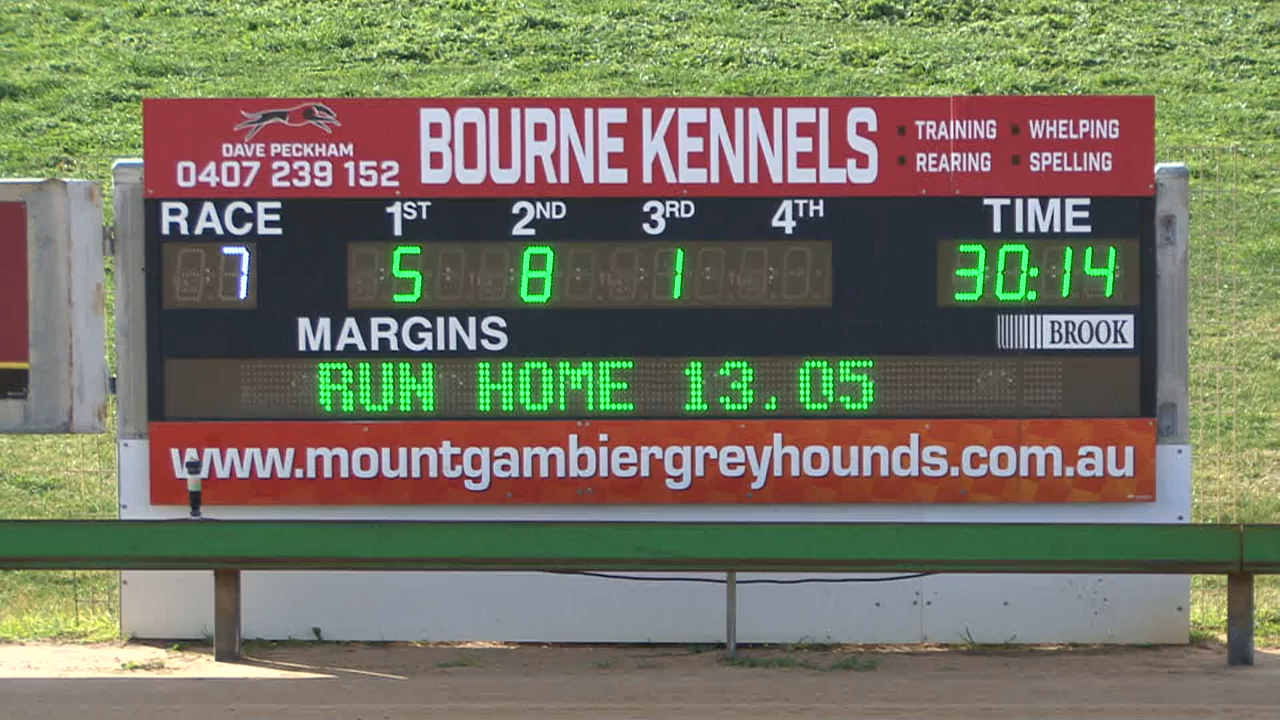 BOURNE KENNELS
DAVE PECKHAM
0407 239 152
TRAINING WHELPING
REARING SPELLING
RACE 1ST 2ND 3RD 4TH TIME
7 5 8 1 30:14
MARGINS
BROOK
RUN HOME 13.05
www.mountgambiergreyhounds.com.au